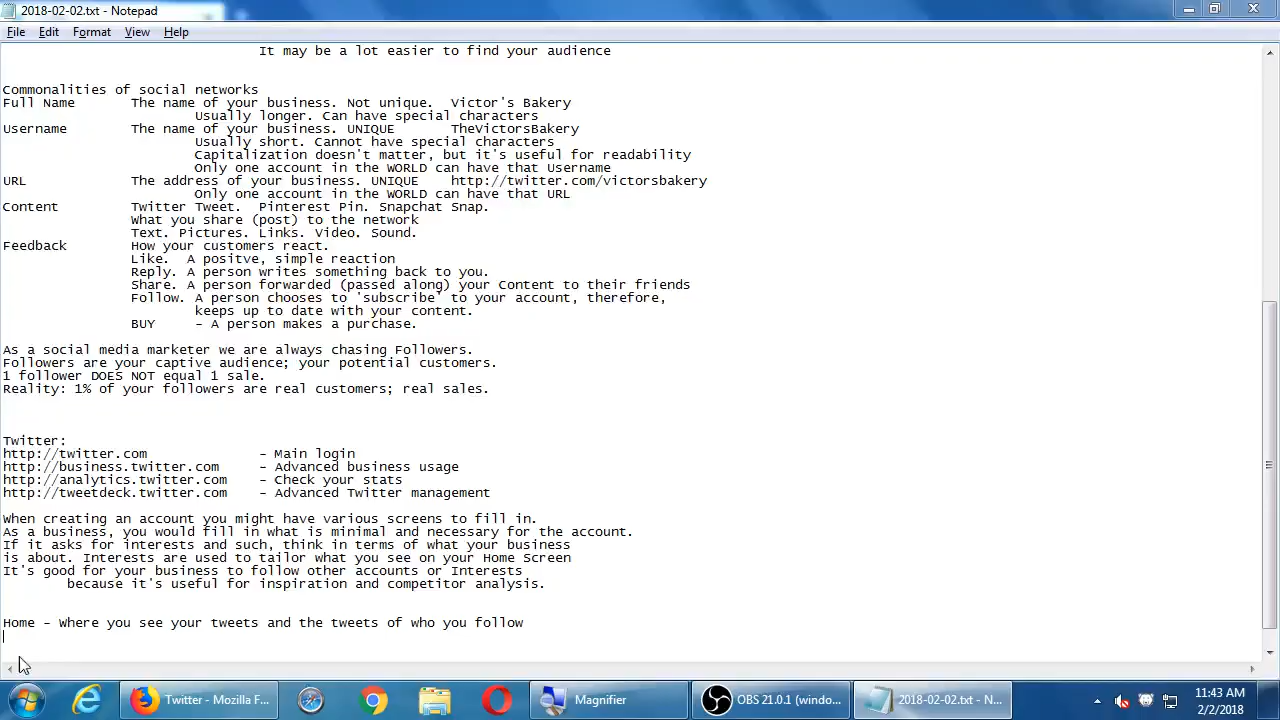 2018-02-02.txt - Notepad
File Edit Format View Help
It may be a lot easier to find your audience
Commonalities of social networks
Full Name The name of your business. Not unique. Victor's Bakery
Usually longer. Can have special characters
Username The name of your business. UNIQUE TheVictorsBakery
Usually short. Cannot have special characters
Capitalization doesn't matter, but it's useful for readability
Only one account in the WORLD can have that Username
URL The address of your business. UNIQUE http://twitter.com/victorsbakery
Only one account in the WORLD can have that URL
Content Twitter Tweet. Pinterest Pin. Snapchat Snap.
What you share (post) to the network
Text. Pictures. Links. Video. Sound.
Feedback How your customers react.
Like. A positve, simple reaction
Reply. A person writes something back to you.
Share. A person forwarded (passed along) your Content to their friends
Follow. A person chooses to 'subscribe' to your account, therefore,
keeps up to date with your content.
BUY - A person makes a purchase.
As a social media marketer we are always chasing Followers.
Followers are your captive audience; your potential customers.
1 follower DOES NOT equal 1 sale.
Reality: 1% of your followers are real customers; real sales.
Twitter:
http://twitter.com - Main login
http://business.twitter.com - Advanced business usage
http://analytics.twitter.com - Check your stats
http://tweetdeck.twitter.com - Advanced Twitter management
When creating an account you might have various screens to fill in.
As a business, you would fill in what is minimal and necessary for the account.
If it asks for interests and such, think in terms of what your business
is about. Interests are used to tailor what you see on your Home Screen
It's good for your business to follow other accounts or Interests
because it's useful for inspiration and competitor analysis.
Home - Where you see your tweets and the tweets of who you follow
Twitter - Mozilla F...
Magnifier
OBS 21.0.1 (windo...
2018-02-02.txt - N...
11:43 AM
2/2/2018